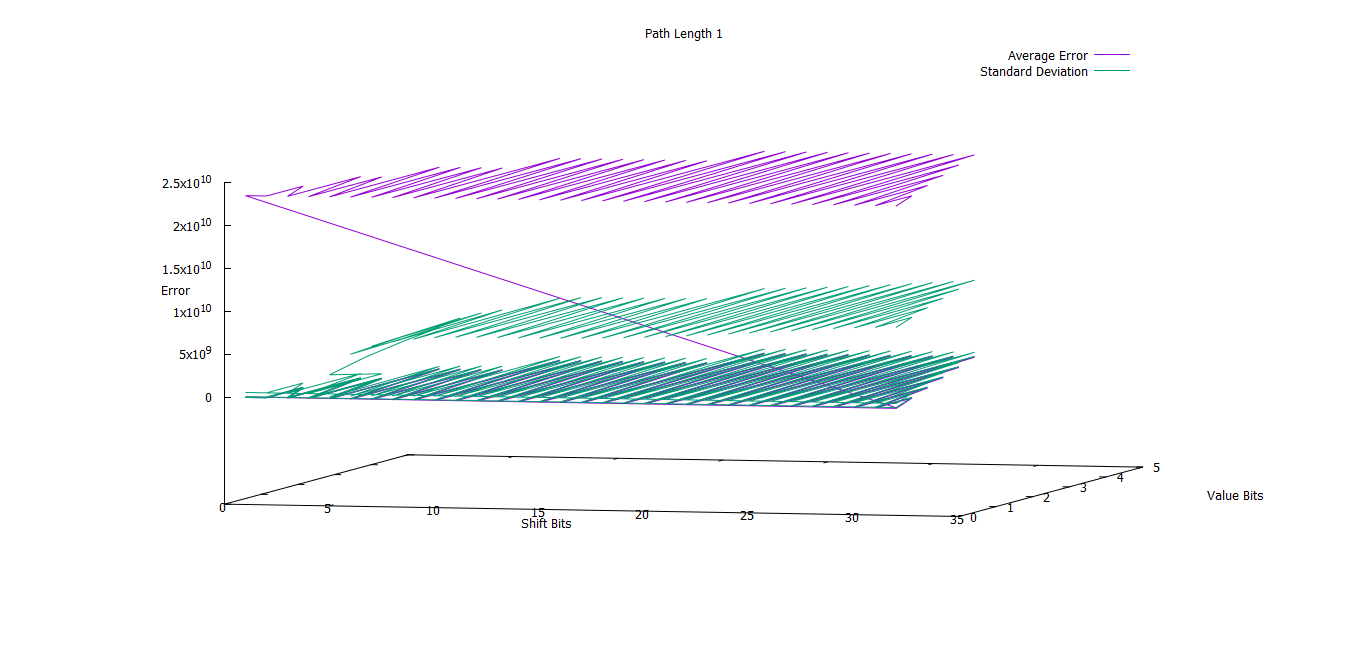 Path Length 1
Average Error
Standard Deviation
2.5x10^10
2x10^10
1.5x10^10
Error
1x10^10
5x10^9
0
0
5
10
15
20
25
30
35
Shift Bits
0
1
2
3
4
5
Value Bits